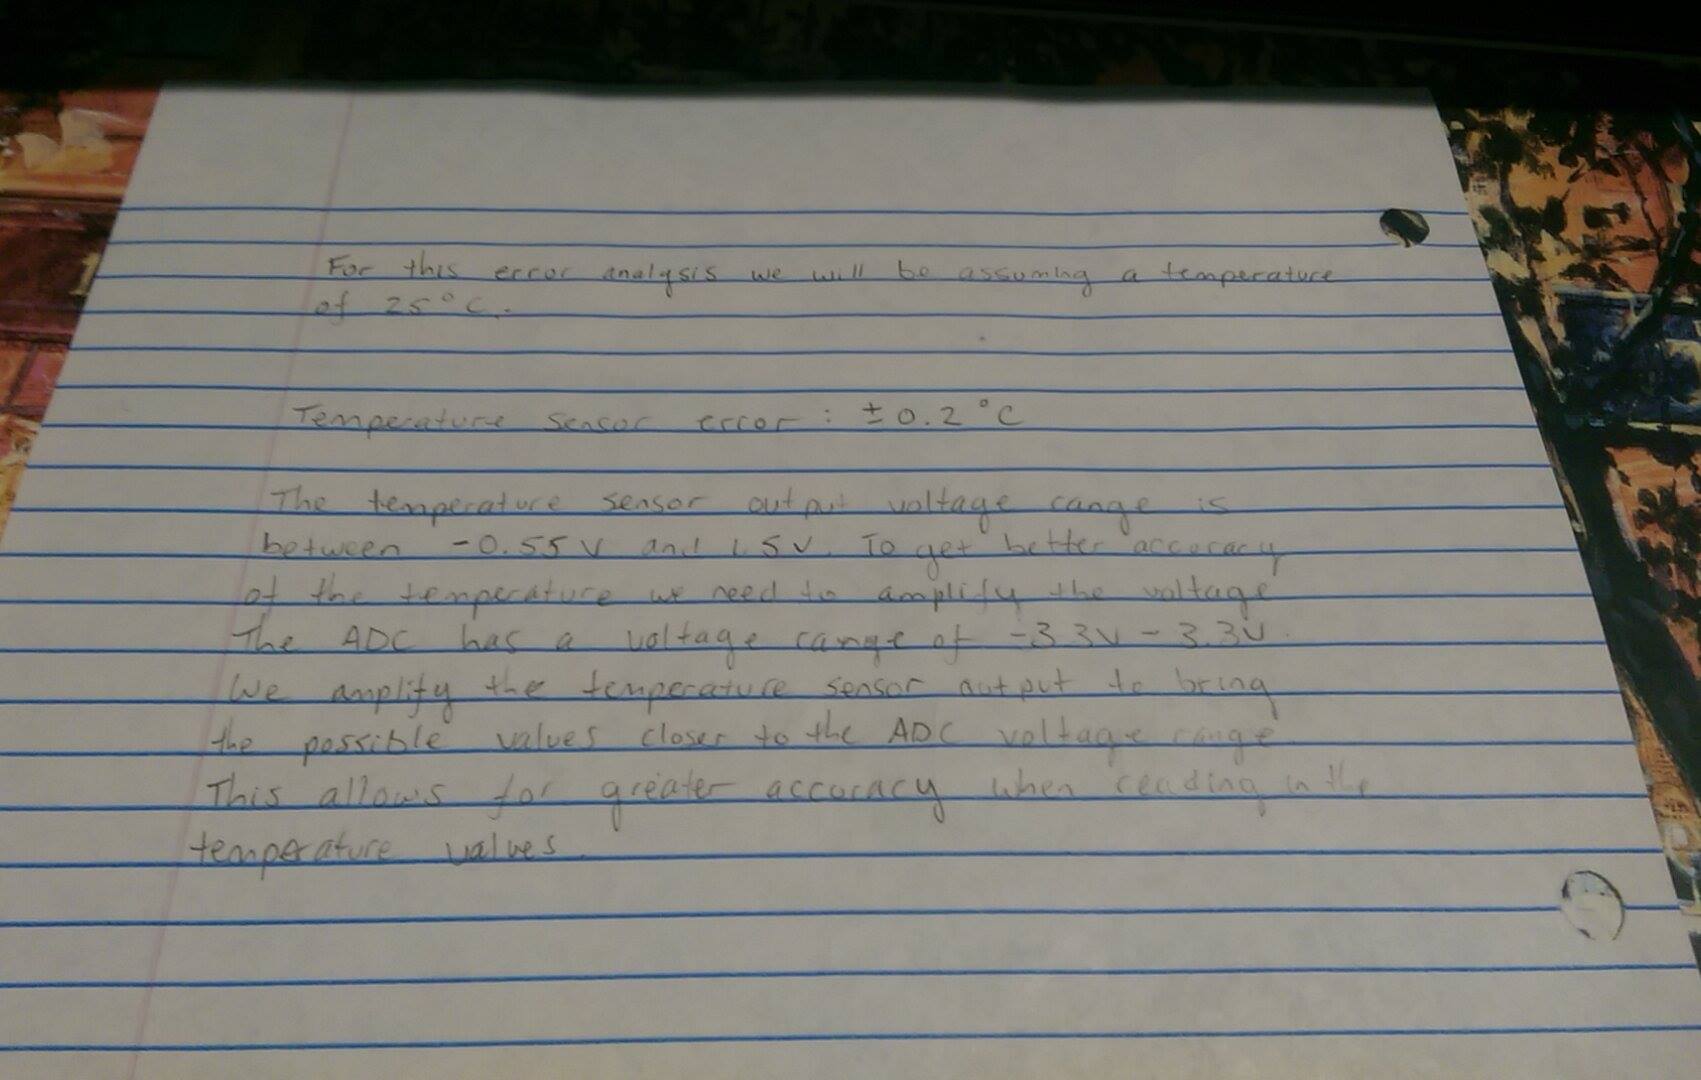 For this error analysis we will be assuming a temperature
of 25°C.
Temperature sensor error: ±0.2°C
The temperature sensor output voltage range is
between -0.55V and 1.5V. To get better accuracy
of the temperature we need to amplify the voltage
The ADC has a voltage range of -3.3V - 3.3V.
We amplify the temperature sensor output to bring
the possible values closer to the ADC voltage range
This allows for greater accuracy when reading in the
temperature values.